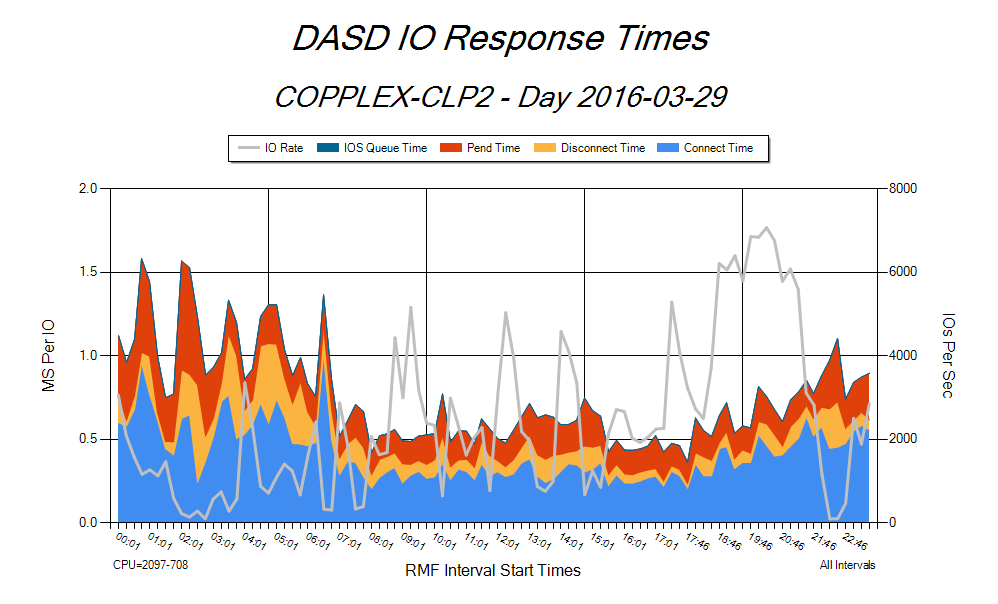 DASD IO Response Times
COPPLEX-CLP2 - Day 2016-03-29
IO Rate IOS Queue Time Pend Time Disconnect Time Connect Time
2.0 8000
1.5 6000
1.0 4000
0.5 2000
0.0 0
MS Per IO
IOs Per Sec
00:01 01:01 02:01 03:01 04:01 05:01 06:01 07:01 08:01 09:01 10:01 11:01 12:01 13:01 14:01 15:01 16:01 17:01 17:46 18:46 19:46 20:46 21:46 22:46
CPU=2097-708 RMF Interval Start Times All Intervals